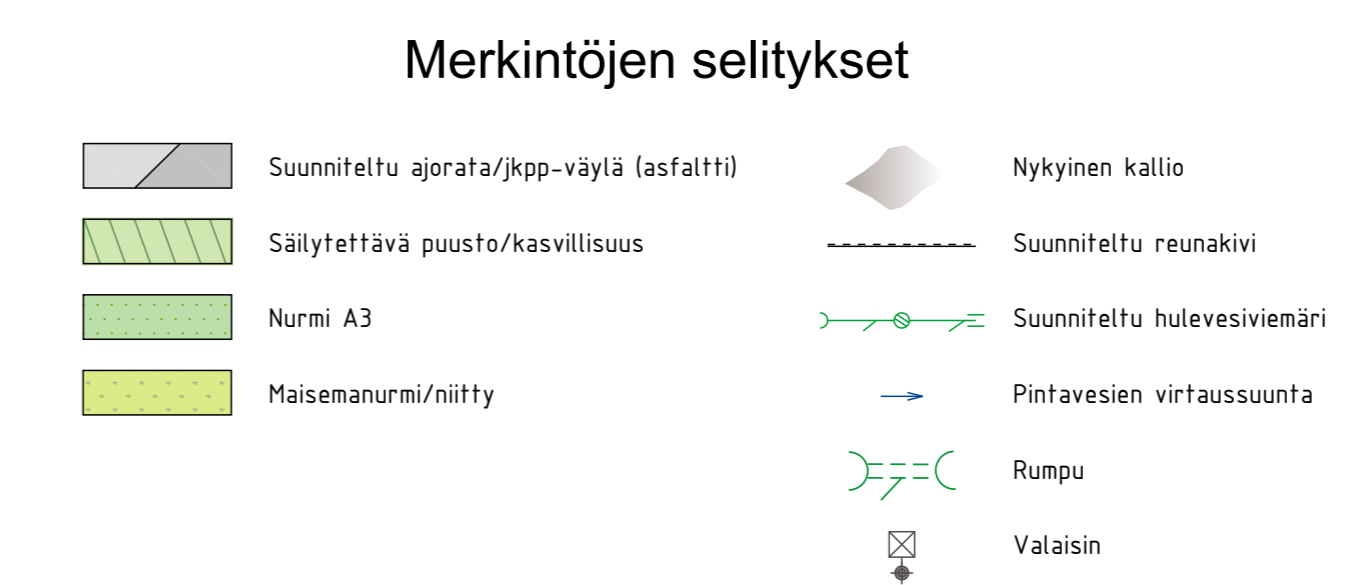 Merkintöjen selitykset
Suunniteltu ajorata/jkpp-väylä (asfaltti)
Säilytettävä puusto/kasvillisuus
Nurmi A3
Maisemanurmi/niitty
Nykyinen kallio
Suunniteltu reunakivi
Suunniteltu hulevesiviemäri
Pintavesien virtaussuunta
Rumpu
Valaisin